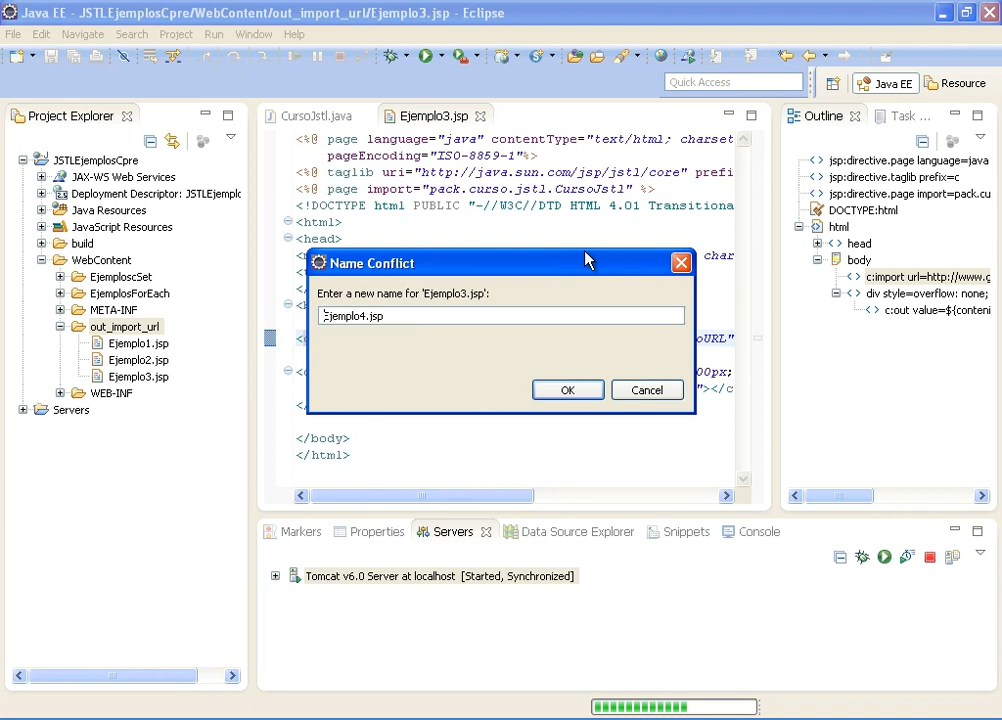 Java EE - JSTLEjemplosCpre/WebContent/out_import_url/Ejemplo3.jsp - Eclipse
File Edit Navigate Search Project Run Window Help
Quick Access
Java EE
Resource
Project Explorer
JSTLEjemplosCpre
JAX-WS Web Services
Deployment Descriptor: JSTLEjemplo
Java Resources
JavaScript Resources
build
WebContent
EjemploscSet
EjemplosForEach
META-INF
out_import_url
Ejemplo1.jsp
Ejemplo2.jsp
Ejemplo3.jsp
WEB-INF
Servers
CursoJstl.java
Ejemplo3.jsp
<%@ page language="java" contentType="text/html; charset
pageEncoding="ISO-8859-1"%>
<%@ taglib uri="http://java.sun.com/jsp/jstl/core" prefi
<%@ page import="pack.curso.jstl.CursoJstl" %>
<!DOCTYPE html PUBLIC "-//W3C//DTD HTML 4.01 Transitiona
<html>
<head>
char
oURL"
00px;
"></c
</body>
</html>
Name Conflict
Enter a new name for 'Ejemplo3.jsp':
Ejemplo4.jsp
OK
Cancel
Outline
Task ...
jsp:directive.page language=java
jsp:directive.taglib prefix=c
jsp:directive.page import=pack.cu
DOCTYPE:html
html
head
body
c:import url=http://www.g
div style=overflow: none;
c:out value=${conteni
Markers
Properties
Servers
Data Source Explorer
Snippets
Console
Tomcat v6.0 Server at localhost [Started, Synchronized]